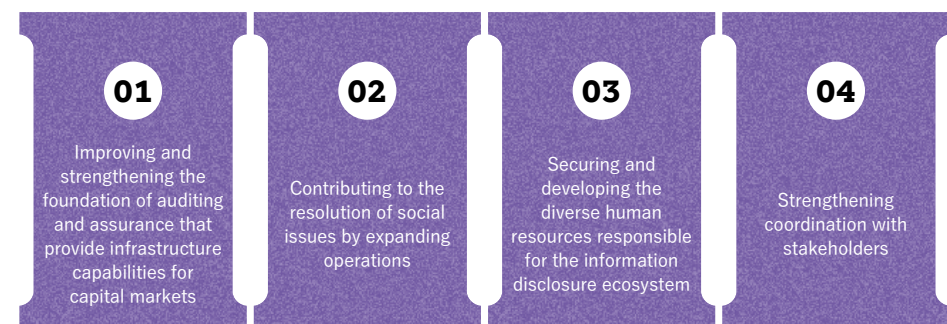 01
Improving and
strengthening the
foundation of auditing
and assurance that
provide infrastructure
capabilities for
capital markets
02
Contributing to the
resolution of social
issues by expanding
operations
03
Securing and
developing the
diverse human
resources responsible
for the information
disclosure ecosystem
04
Strengthening
coordination with
stakeholders